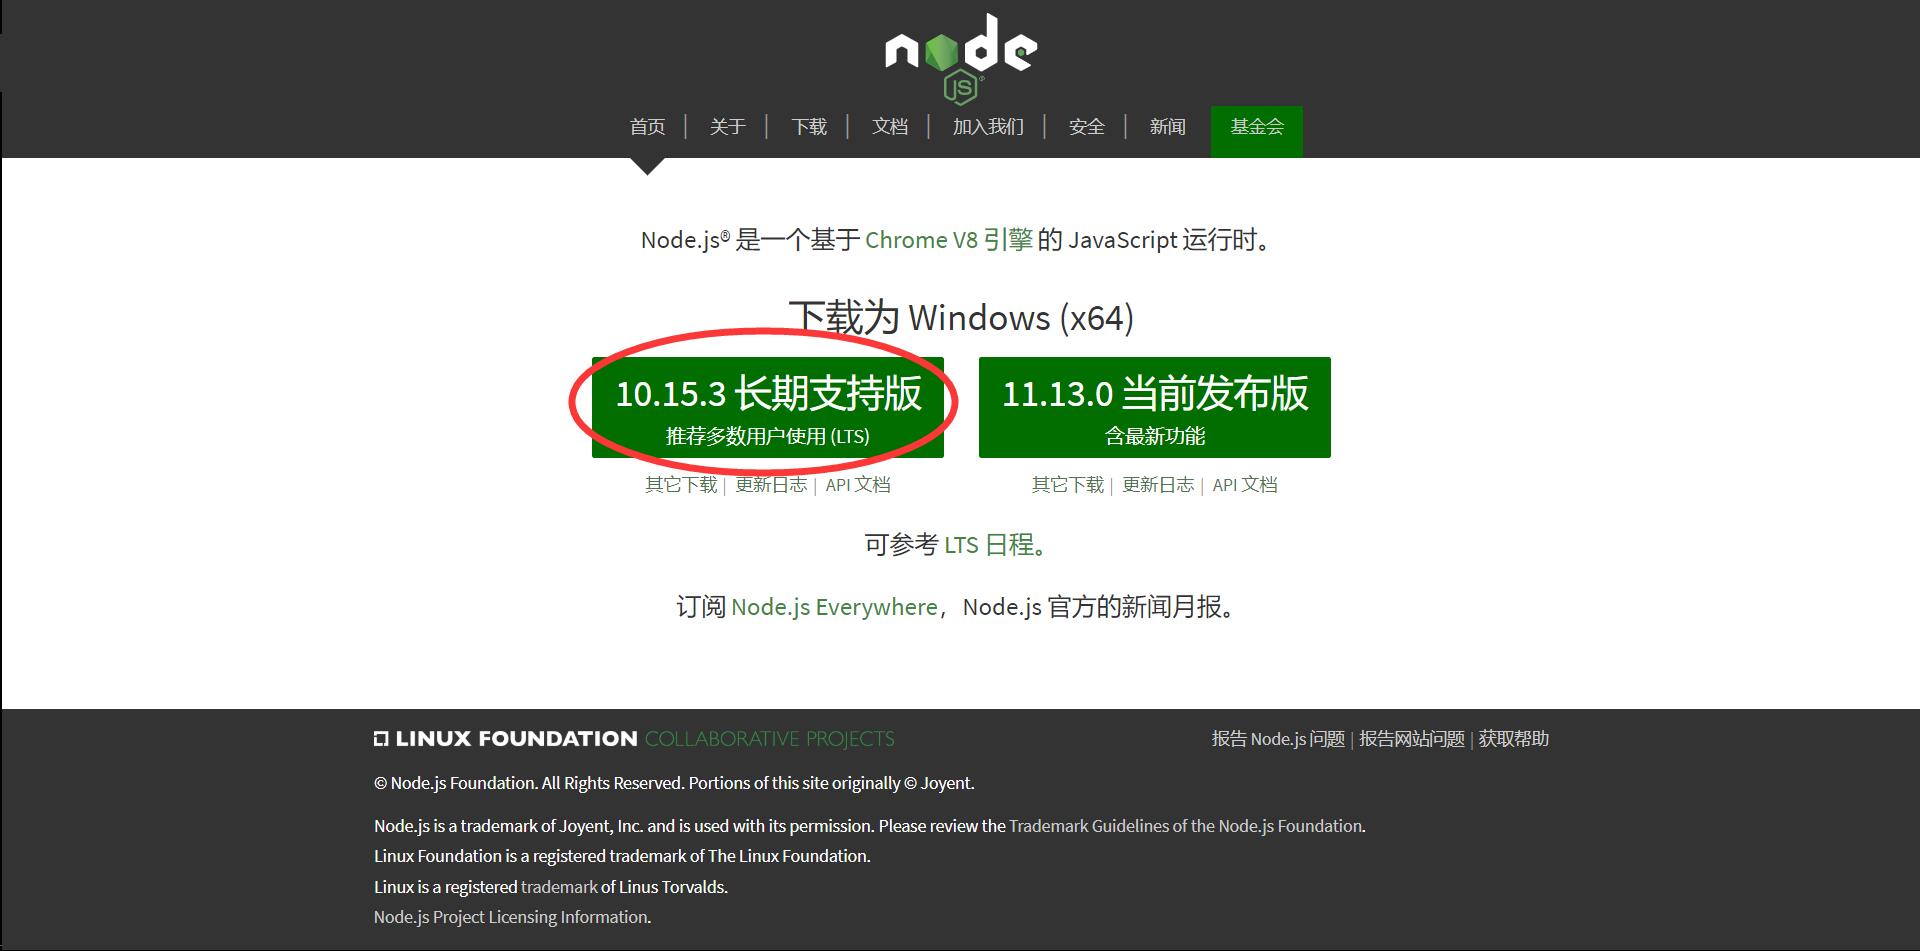 node
JS
首页 | 关于 | 下载 | 文档 | 加入我们 | 安全 | 新闻 基金会
Node.js® 是一个基于 Chrome V8 引擎 的 JavaScript 运行时。
下载为 Windows (x64)
10.15.3 长期支持版
推荐多数用户使用 (LTS)
其它下载 | 更新日志 | API 文档
11.13.0 当前发布版
含最新功能
其它下载 | 更新日志 | API 文档
可参考 LTS 日程。
订阅 Node.js Everywhere，Node.js 官方的新闻月报。
LINUX FOUNDATION COLLABORATIVE PROJECTS
报告 Node.js 问题 | 报告网站问题 | 获取帮助
© Node.js Foundation. All Rights Reserved. Portions of this site originally © Joyent.
Node.js is a trademark of Joyent, Inc. and is used with its permission. Please review the Trademark Guidelines of the Node.js Foundation.
Linux Foundation is a registered trademark of The Linux Foundation.
Linux is a registered trademark of Linus Torvalds.
Node.js Project Licensing Information.